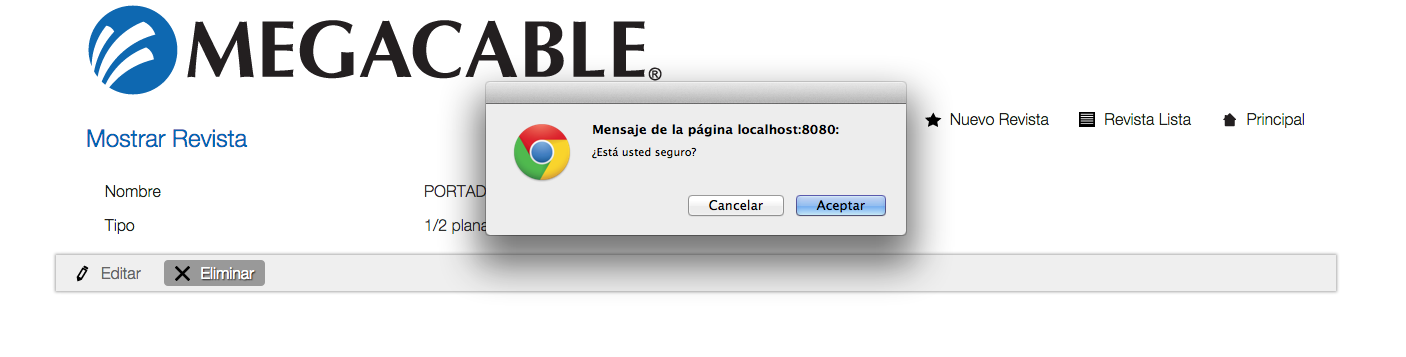 MEGACABLE®
Nuevo Revista Revista Lista Principal
Mostrar Revista
Mensaje de la página localhost:8080:
¿Está usted seguro?
Cancelar Aceptar
Nombre PORTAD
Tipo 1/2 plana
Editar Eliminar